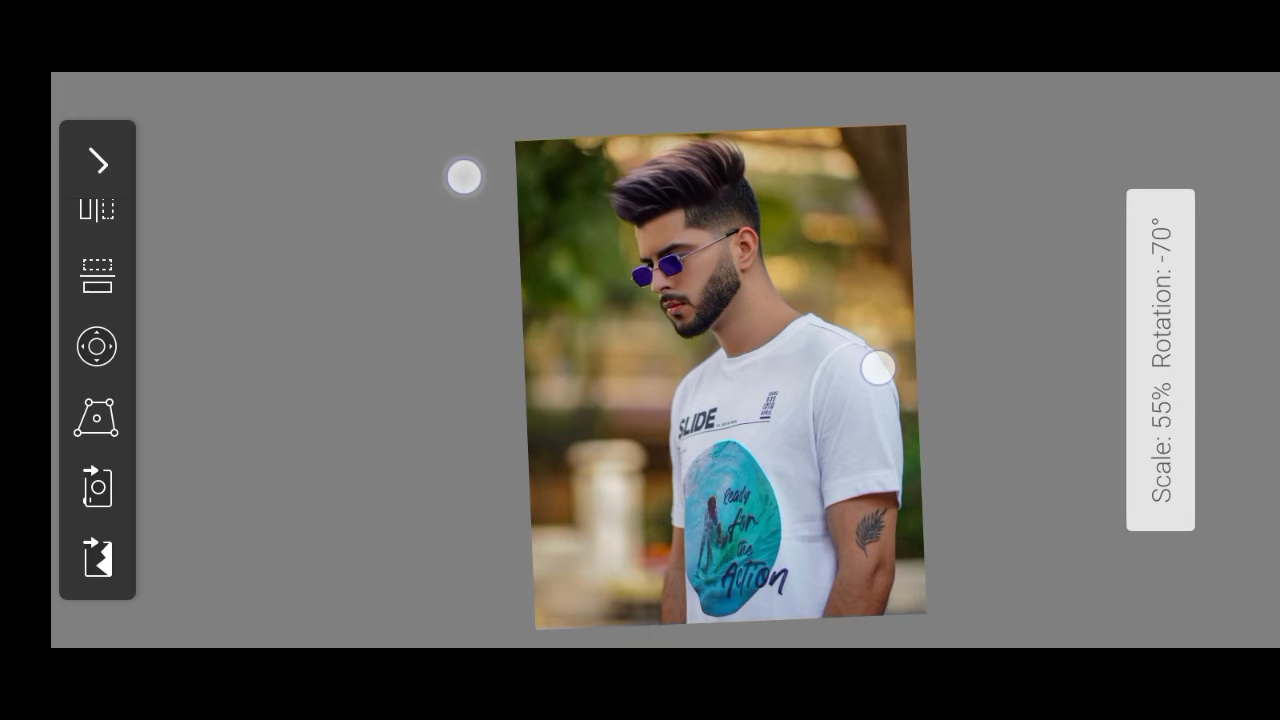 SLIDE
Ready
for
the
Action
Scale: 55% Rotation: -70°